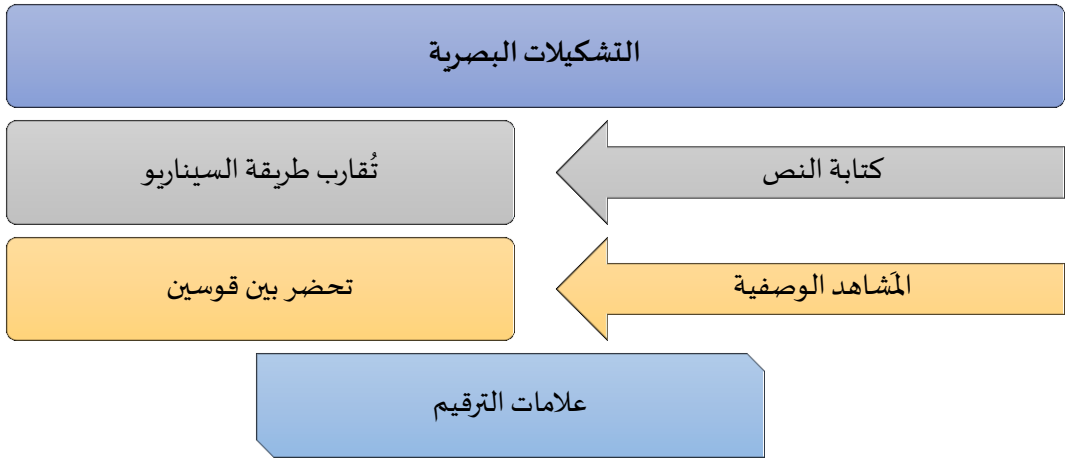 التشكيلات البصرية
كتابة النص
تُقارب طريقة السيناريو
المَشاهد الوصفية
تحضر بين قوسين
علامات الترقيم